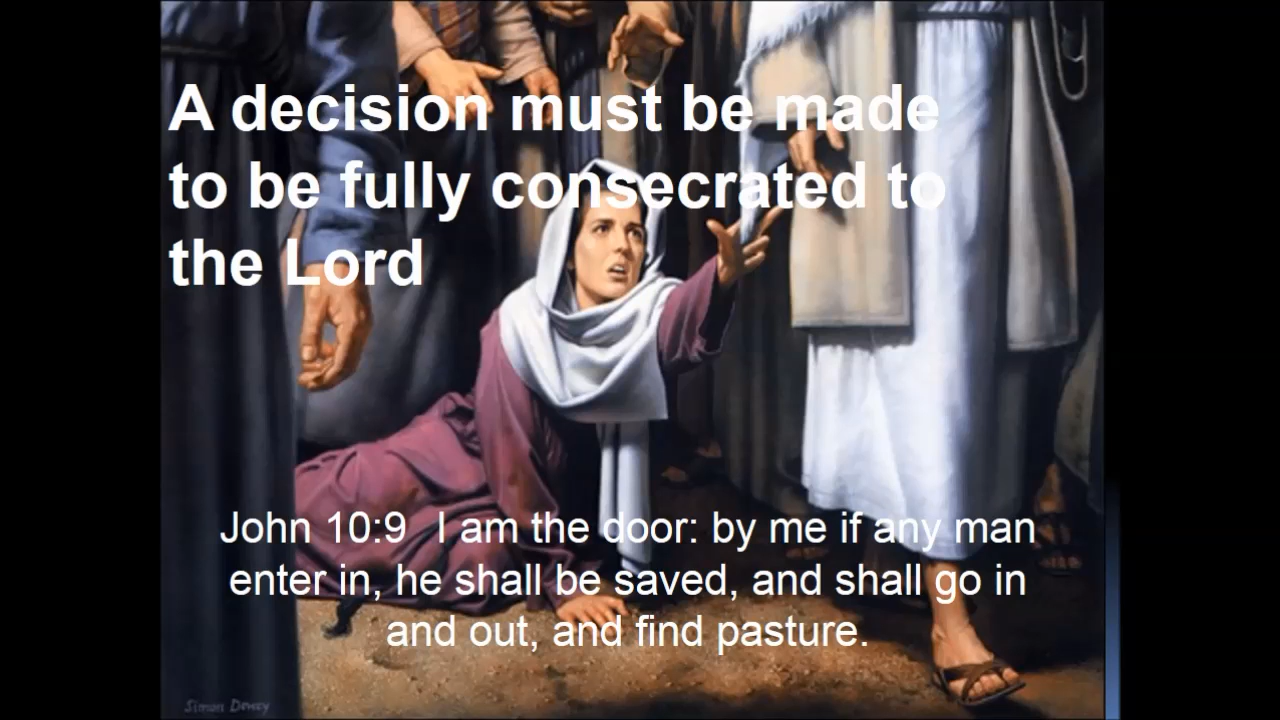 A decision must be made
to be fully consecrated to
the Lord
John 10:9 I am the door: by me if any man
enter in, he shall be saved, and shall go in
and out, and find pasture.
Simon Dewey